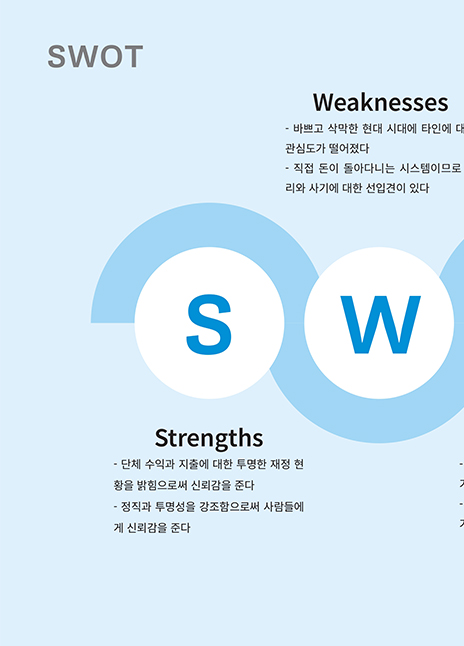 SWOT
Weaknesses
- 바쁘고 삭막한 현대 시대에 타인에 대
관심도가 떨어졌다
- 직접 돈이 돌아다니는 시스템이므로
리와 사기에 대한 선입견이 있다
S
W
Strengths
- 단체 수익과 지출에 대한 투명한 재정 현
황을 밝힘으로써 신뢰감을 준다
- 정직과 투명성을 강조함으로써 사람들에
게 신뢰감을 준다